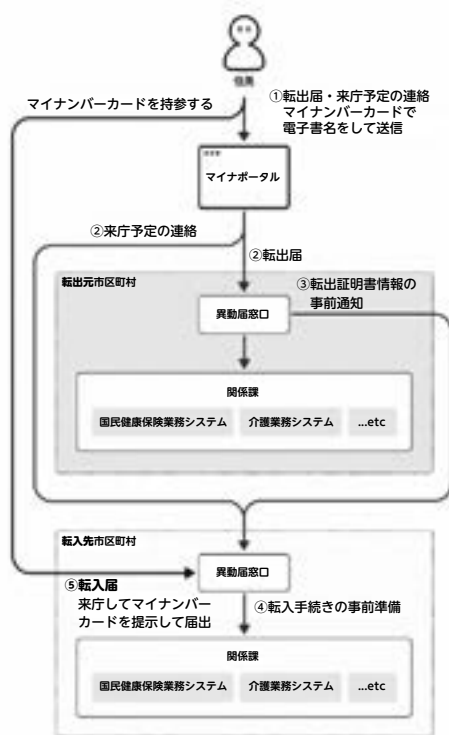 住民
マイナンバーカードを持参する
①転出届・来庁予定の連絡
マイナンバーカードで
電子書名をして送信
マイナポータル
②来庁予定の連絡
②転出届
転出元市区町村
③転出証明書情報の
事前通知
異動届窓口
関係課
国民健康保険業務システム
介護業務システム
...etc
転入先市区町村
異動届窓口
⑤転入届
来庁してマイナンバー
カードを提示して届出
④転入手続きの事前準備
関係課
国民健康保険業務システム
介護業務システム
...etc